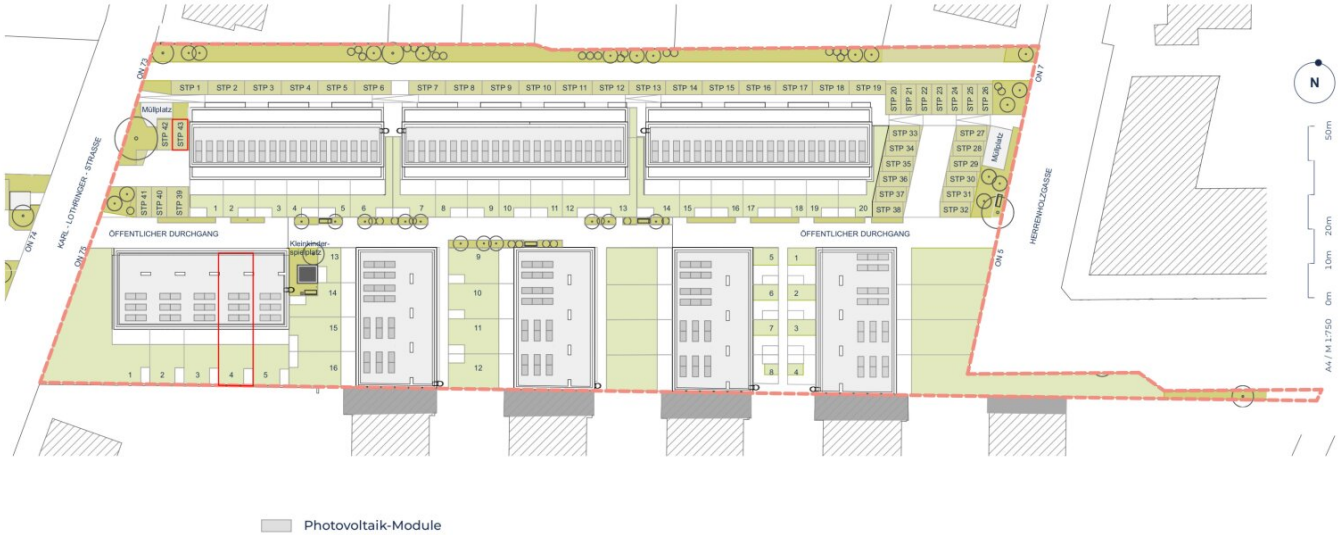 ON 73
ON 7
N
STP 1 STP 2 STP 3 STP 4 STP 5 STP 6 STP 7 STP 8 STP 9 STP 10 STP 11 STP 12 STP 13 STP 14 STP 15 STP 16 STP 17 STP 18 STP 19
STP 20 STP 21 STP 22 STP 23 STP 24 STP 25 STP 26
Müllplatz
STP 42 STP 43
STP 33 STP 27
STP 34 STP 28
STP 35 STP 29
STP 36 STP 30
STP 37 STP 31
STP 38 STP 32
Müllplatz
STP 41 STP 40 STP 39
1 2 3 4 5 6 7 8 9 10 11 12 13 14 15 16 17 18 19 20
KARL - LOTHRINGER - STRASSE
HERRENHOLZGASSE
ON 74
ON 75
ON 5
ÖFFENTLICHER DURCHGANG
ÖFFENTLICHER DURCHGANG
Kleinkinder-
spielplatz
13 9 5 1
14 10 6 2
15 11 7 3
16 12 8 4
1 2 3 4 5
50m
20m
10m
0m
A4 / M 1:750
Photovoltaik-Module